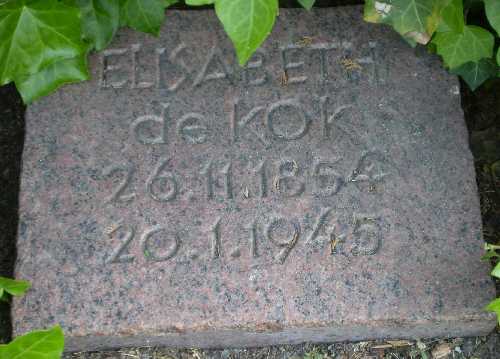 ELISABETH
de KOK
26.11.1854
20.1.1945